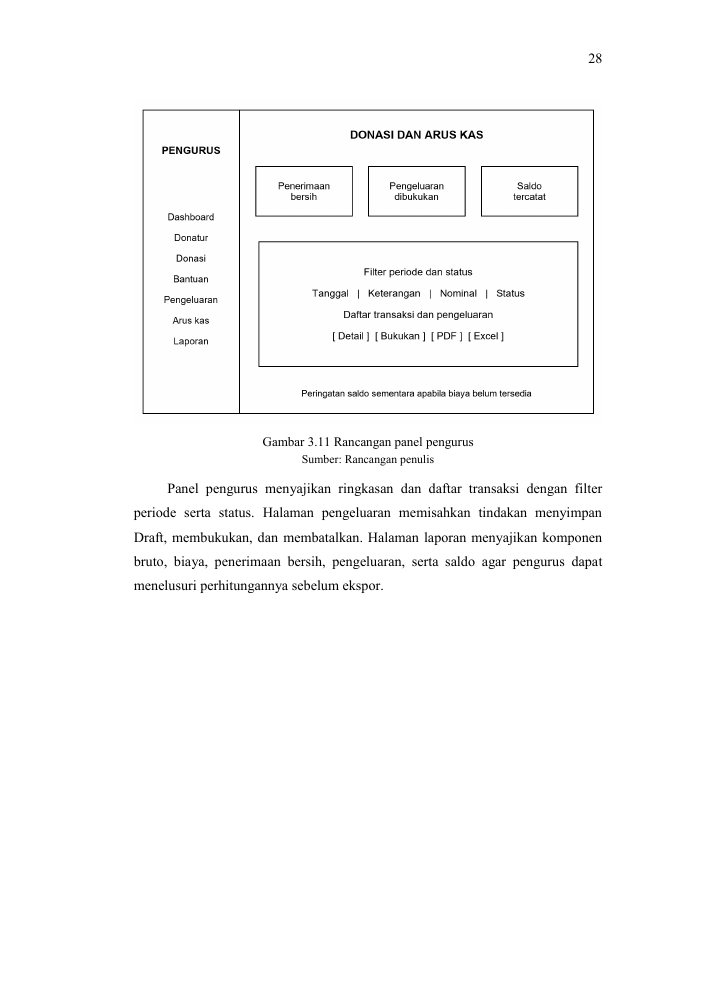 28
PENGURUS
Dashboard
Donatur
Donasi
Bantuan
Pengeluaran
Arus kas
Laporan
DONASI DAN ARUS KAS
Penerimaan
bersih
Pengeluaran
dibukukan
Saldo
tercatat
Filter periode dan status
Tanggal | Keterangan | Nominal | Status
Daftar transaksi dan pengeluaran
[ Detail ] [ Bukukan ] [ PDF ] [ Excel ]
Peringatan saldo sementara apabila biaya belum tersedia
Gambar 3.11 Rancangan panel pengurus
Sumber: Rancangan penulis
Panel pengurus menyajikan ringkasan dan daftar transaksi dengan filter
periode serta status. Halaman pengeluaran memisahkan tindakan menyimpan
Draft, membukukan, dan membatalkan. Halaman laporan menyajikan komponen
bruto, biaya, penerimaan bersih, pengeluaran, serta saldo agar pengurus dapat
menelusuri perhitungannya sebelum ekspor.